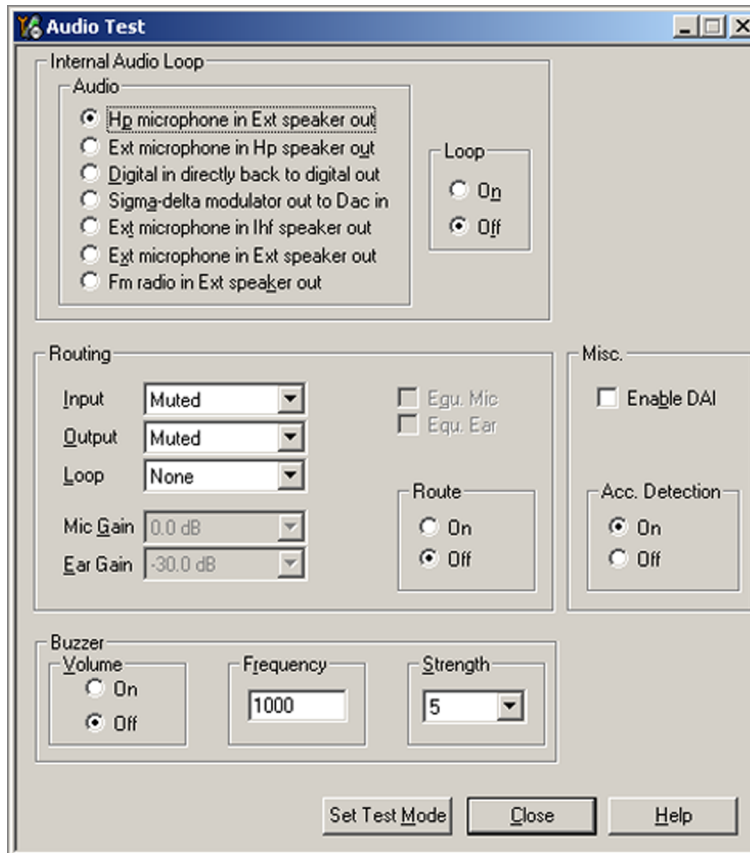 Audio Test
Internal Audio Loop
Audio
Hp microphone in Ext speaker out
Ext microphone in Hp speaker out
Digital in directly back to digital out
Sigma-delta modulator out to Dac in
Ext microphone in Ihf speaker out
Ext microphone in Ext speaker out
Fm radio in Ext speaker out
Loop
On
Off
Routing
Input Muted
Output Muted
Loop None
Mic Gain 0.0 dB
Ear Gain -30.0 dB
Equ. Mic
Equ. Ear
Route
On
Off
Misc.
Enable DAI
Acc. Detection
On
Off
Buzzer
Volume
On
Off
Frequency
1000
Strength
5
Set Test Mode Close Help